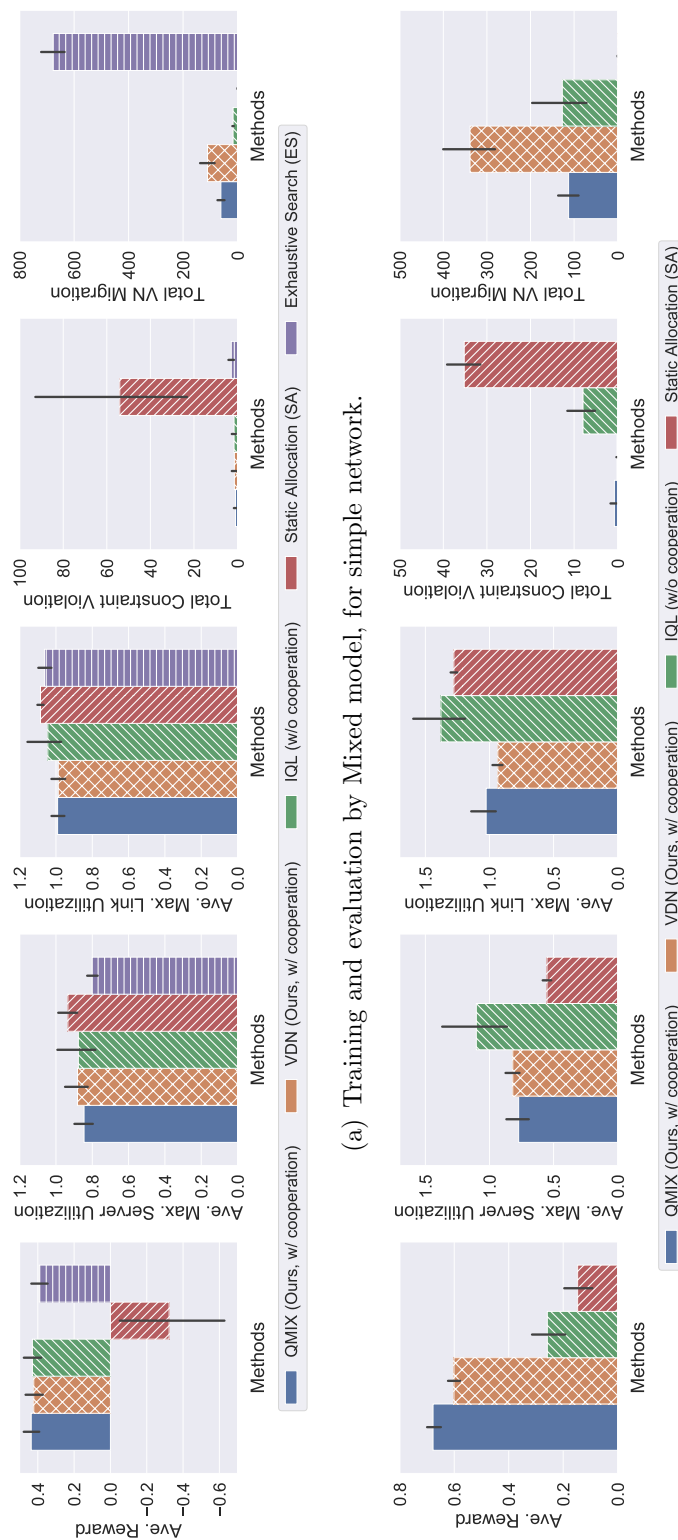 0.4
0.2
0.0
−0.2
−0.4
−0.6
Ave. Reward
Methods
1.2
1.0
0.8
0.6
0.4
0.2
0.0
Ave. Max. Server Utilization
Methods
1.2
1.0
0.8
0.6
0.4
0.2
0.0
Ave. Max. Link Utilization
Methods
100
80
60
40
20
0
Total Constraint Violation
Methods
800
600
400
200
0
Total VN Migration
Methods
QMIX (Ours, w/ cooperation)
VDN (Ours, w/ cooperation)
IQL (w/o cooperation)
Static Allocation (SA)
Exhaustive Search (ES)
(a) Training and evaluation by Mixed model, for simple network.
0.8
0.6
0.4
0.2
0.0
Ave. Reward
Methods
1.5
1.0
0.5
0.0
Ave. Max. Server Utilization
Methods
1.5
1.0
0.5
0.0
Ave. Max. Link Utilization
Methods
50
40
30
20
10
0
Total Constraint Violation
Methods
500
400
300
200
100
0
Total VN Migration
Methods
QMIX (Ours, w/ cooperation)
VDN (Ours, w/ cooperation)
IQL (w/o cooperation)
Static Allocation (SA)